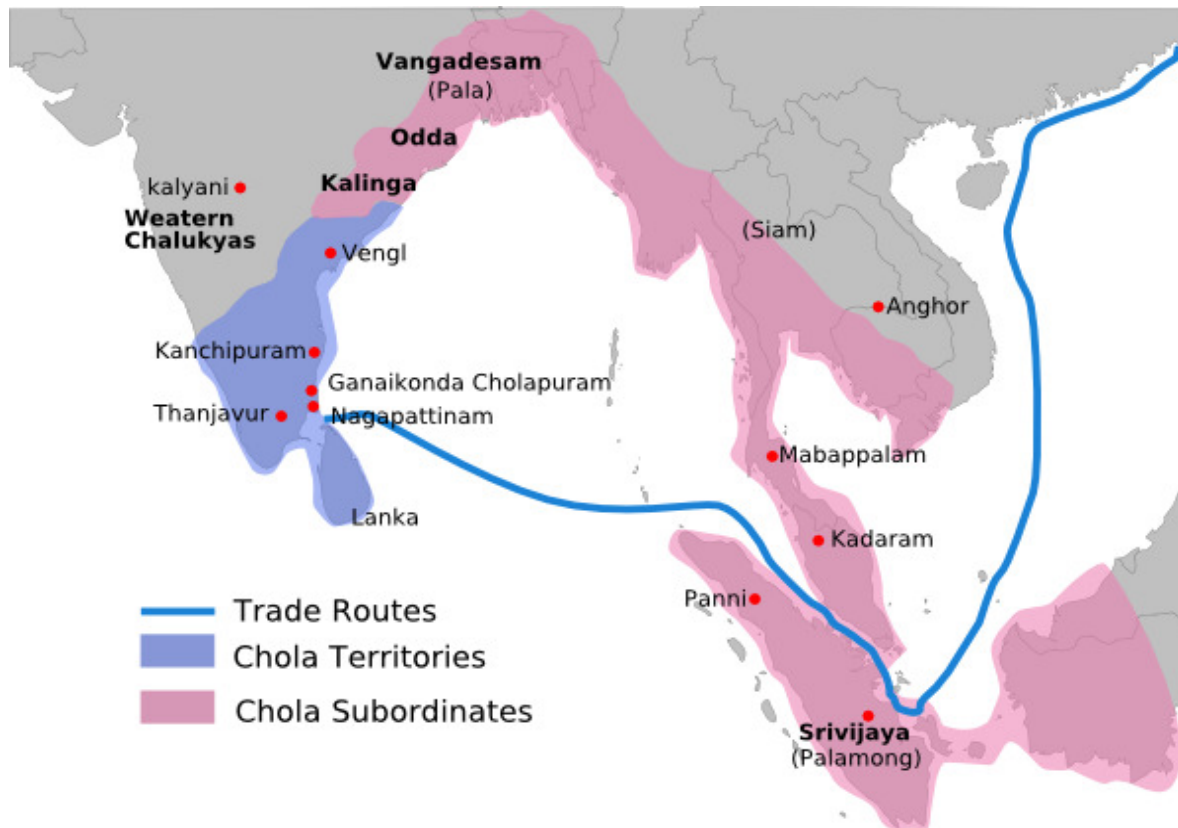 Vangadesam
(Pala)
Odda
Kalinga
kalyani
Weatern
Chalukyas
(Siam)
Vengl
Anghor
Kanchipuram
Ganaikonda Cholapuram
Thanjavur
Nagapattinam
Mabappalam
Lanka
Kadaram
Panni
Trade Routes
Chola Territories
Chola Subordinates
Srivijaya
(Palamong)